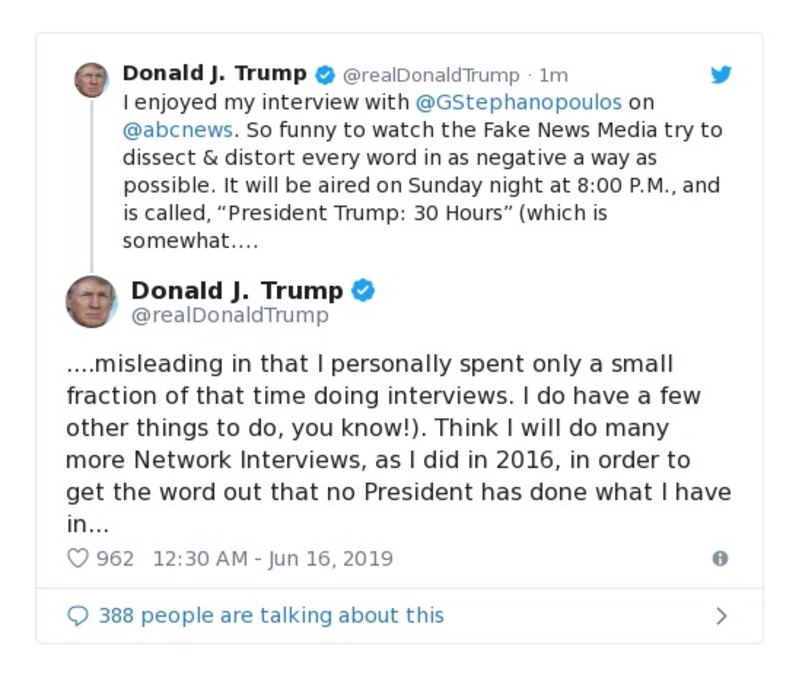 Donald J. Trump @realDonaldTrump · 1m
I enjoyed my interview with @GStephanopoulos on
@abcnews. So funny to watch the Fake News Media try to
dissect & distort every word in as negative a way as
possible. It will be aired on Sunday night at 8:00 P.M., and
is called, “President Trump: 30 Hours” (which is
somewhat….
Donald J. Trump
@realDonaldTrump
....misleading in that I personally spent only a small
fraction of that time doing interviews. I do have a few
other things to do, you know!). Think I will do many
more Network Interviews, as I did in 2016, in order to
get the word out that no President has done what I have
in...
962 12:30 AM - Jun 16, 2019
388 people are talking about this